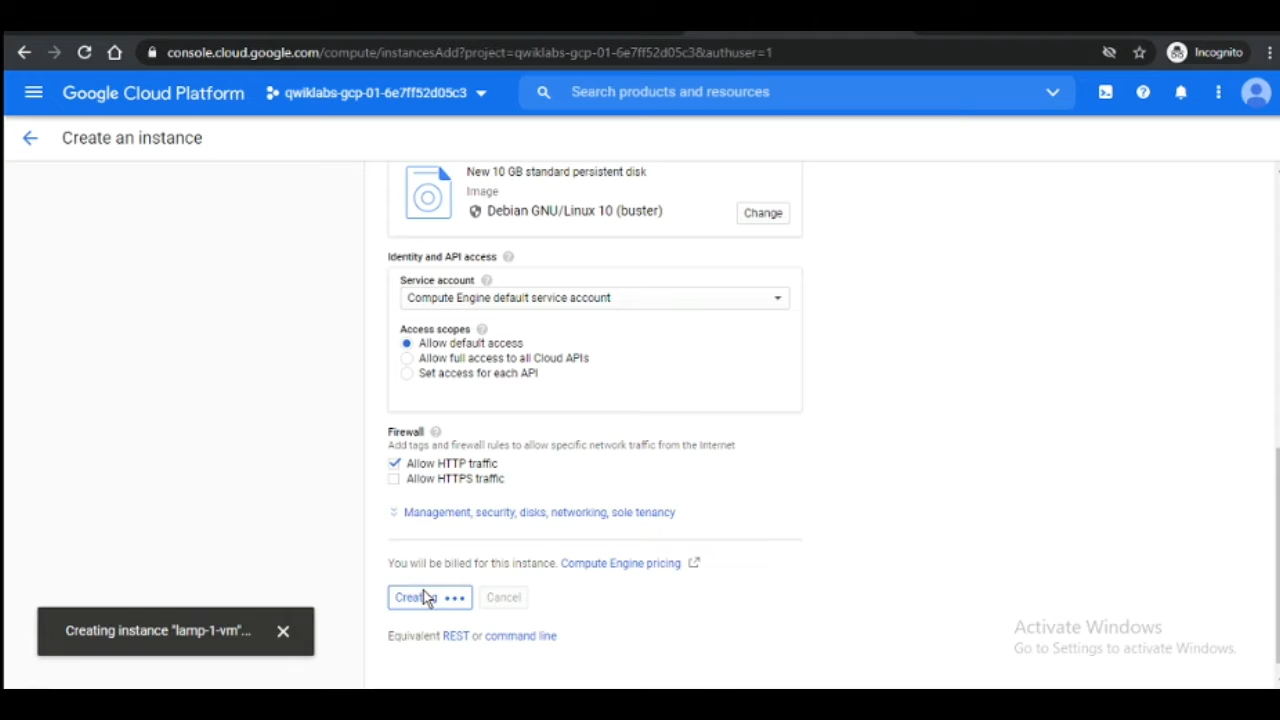 console.cloud.google.com/compute/instancesAdd?project=qwiklabs-gcp-01-6e7ff52d05c3&authuser=1
Incognito
Google Cloud Platform
qwiklabs-gcp-01-6e7ff52d05c3
Search products and resources
Create an instance
New 10 GB standard persistent disk
Image
Debian GNU/Linux 10 (buster)
Change
Identity and API access
Service account
Compute Engine default service account
Access scopes
Allow default access
Allow full access to all Cloud APIs
Set access for each API
Firewall
Add tags and firewall rules to allow specific network traffic from the Internet
Allow HTTP traffic
Allow HTTPS traffic
Management, security, disks, networking, sole tenancy
You will be billed for this instance. Compute Engine pricing
Creating
Cancel
Creating instance "lamp-1-vm"...
Equivalent REST or command line
Activate Windows
Go to Settings to activate Windows.